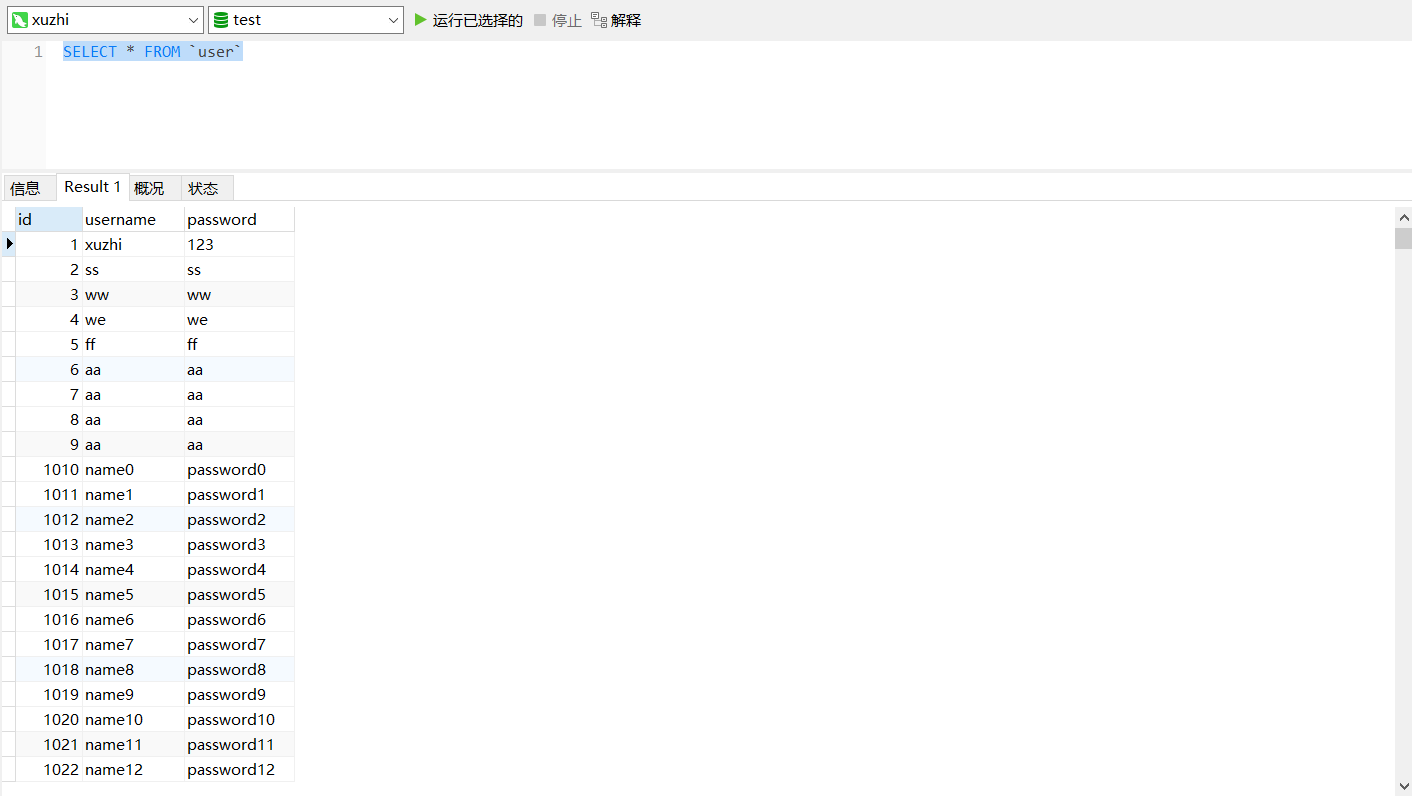 xuzhi test 运行已选择的 停止 解释
1 SELECT * FROM `user`
信息 Result 1 概况 状态
id username password
1 xuzhi 123
2 ss ss
3 ww ww
4 we we
5 ff ff
6 aa aa
7 aa aa
8 aa aa
9 aa aa
1010 name0 password0
1011 name1 password1
1012 name2 password2
1013 name3 password3
1014 name4 password4
1015 name5 password5
1016 name6 password6
1017 name7 password7
1018 name8 password8
1019 name9 password9
1020 name10 password10
1021 name11 password11
1022 name12 password12